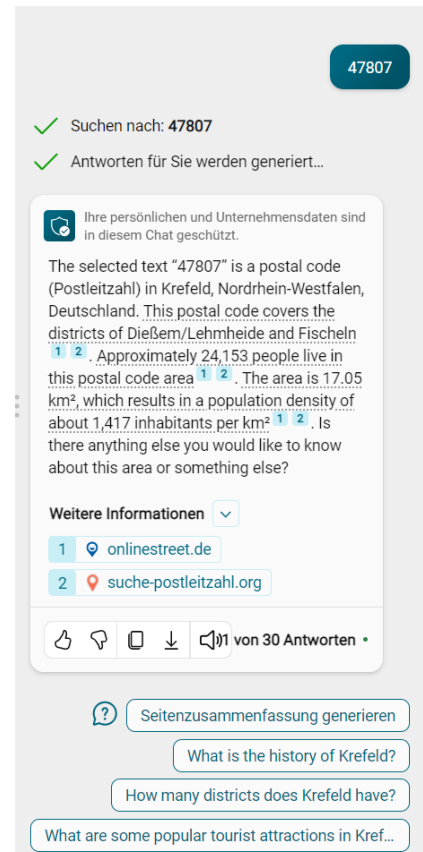 47807
Suchen nach: 47807
Antworten für Sie werden generiert...
Ihre persönlichen und Unternehmensdaten sind
in diesem Chat geschützt.
The selected text “47807” is a postal code
(Postleitzahl) in Krefeld, Nordrhein-Westfalen,
Deutschland. This postal code covers the
districts of Dießem/Lehmheide and Fischeln
1 2 . Approximately 24,153 people live in
this postal code area 1 2 . The area is 17.05
km², which results in a population density of
about 1,417 inhabitants per km² 1 2 . Is
there anything else you would like to know
about this area or something else?
Weitere Informationen
1 onlinestreet.de
2 suche-postleitzahl.org
1 von 30 Antworten
Seitenzusammenfassung generieren
What is the history of Krefeld?
How many districts does Krefeld have?
What are some popular tourist attractions in Kref...